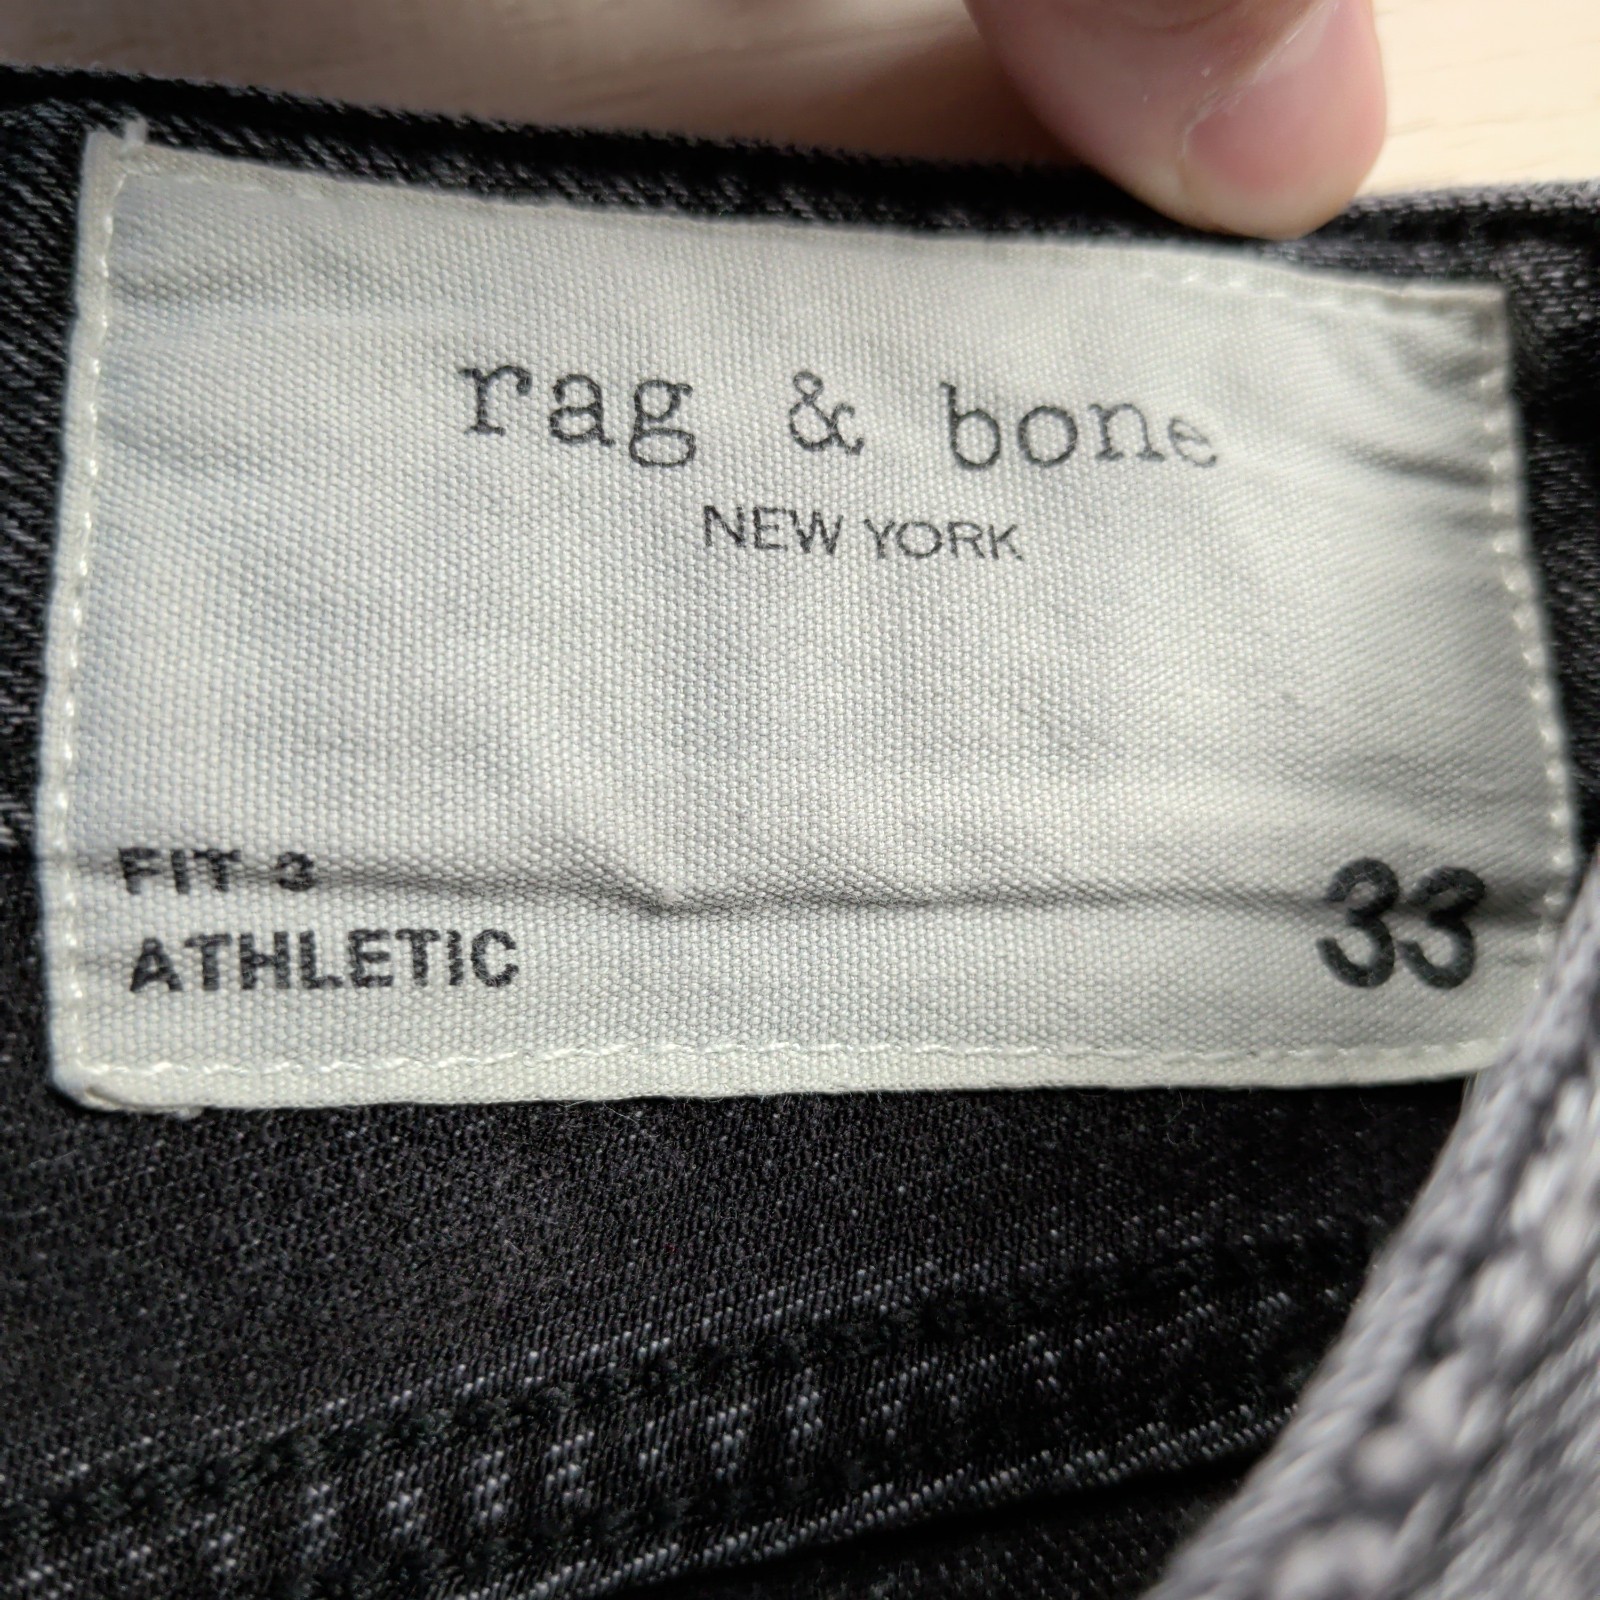 rag & bone
NEW YORK
FIT 3
ATHLETIC
33